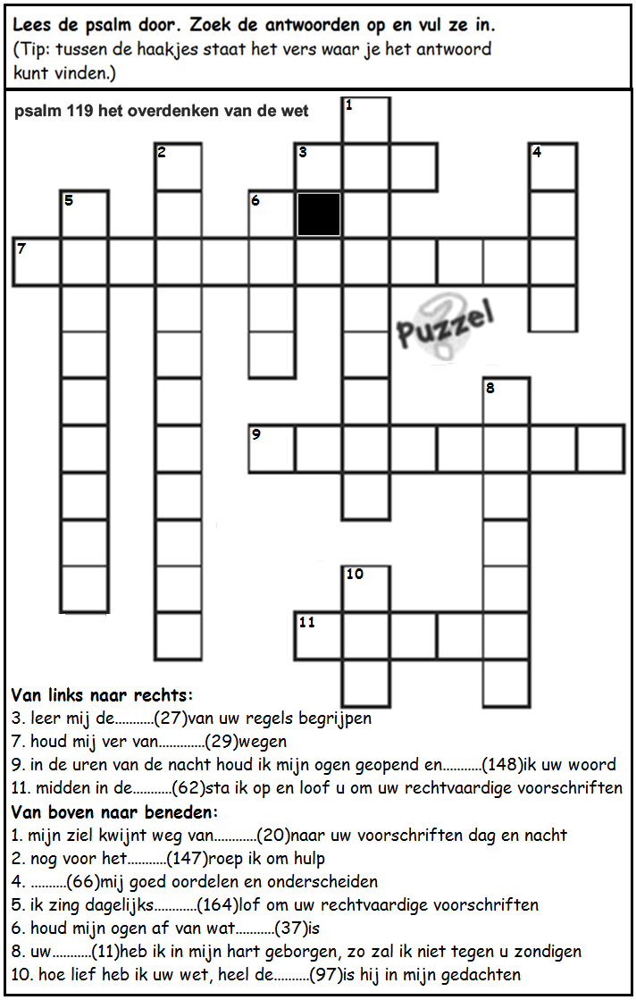 Lees de psalm door. Zoek de antwoorden op en vul ze in.
(Tip: tussen de haakjes staat het vers waar je het antwoord
kunt vinden.)
psalm 119 het overdenken van de wet
1
2
3
4
5
6
7
Puzzel
?
8
9
10
11
Van links naar rechts:
3. leer mij de...........(27)van uw regels begrijpen
7. houd mij ver van.............(29)wegen
9. in de uren van de nacht houd ik mijn ogen geopend en...........(148)ik uw woord
11. midden in de...........(62)sta ik op en loof u om uw rechtvaardige voorschriften
Van boven naar beneden:
1. mijn ziel kwijnt weg van............(20)naar uw voorschriften dag en nacht
2. nog voor het...........(147)roep ik om hulp
4. ..........(66)mij goed oordelen en onderscheiden
5. ik zing dagelijks............(164)lof om uw rechtvaardige voorschriften
6. houd mijn ogen af van wat...........(37)is
8. uw...........(11)heb ik in mijn hart geborgen, zo zal ik niet tegen u zondigen
10. hoe lief heb ik uw wet, heel de..........(97)is hij in mijn gedachten